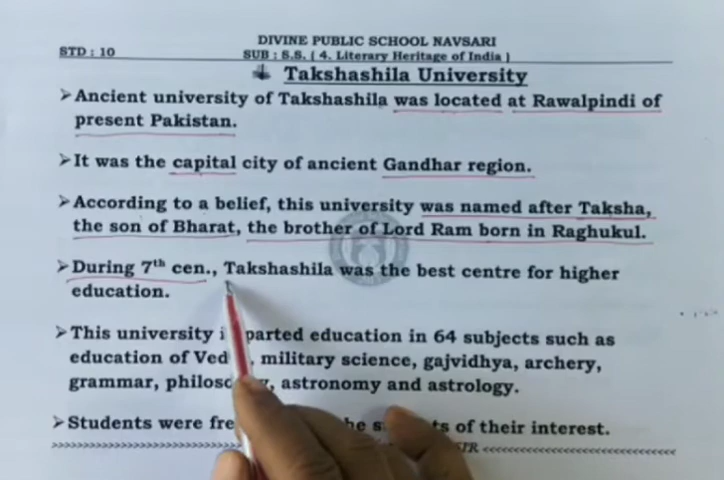 DIVINE PUBLIC SCHOOL NAVSARI
STD : 10 SUB : S.S. ( 4. Literary Heritage of India )
Takshashila University
➢Ancient university of Takshashila was located at Rawalpindi of
present Pakistan.
➢It was the capital city of ancient Gandhar region.
➢According to a belief, this university was named after Taksha,
the son of Bharat, the brother of Lord Ram born in Raghukul.
➢During 7th cen., Takshashila was the best centre for higher
education.
➢This university parted education in 64 subjects such as
education of Ved , military science, gajvidhya, archery,
grammar, astronomy and astrology.
➢Students were of their interest.